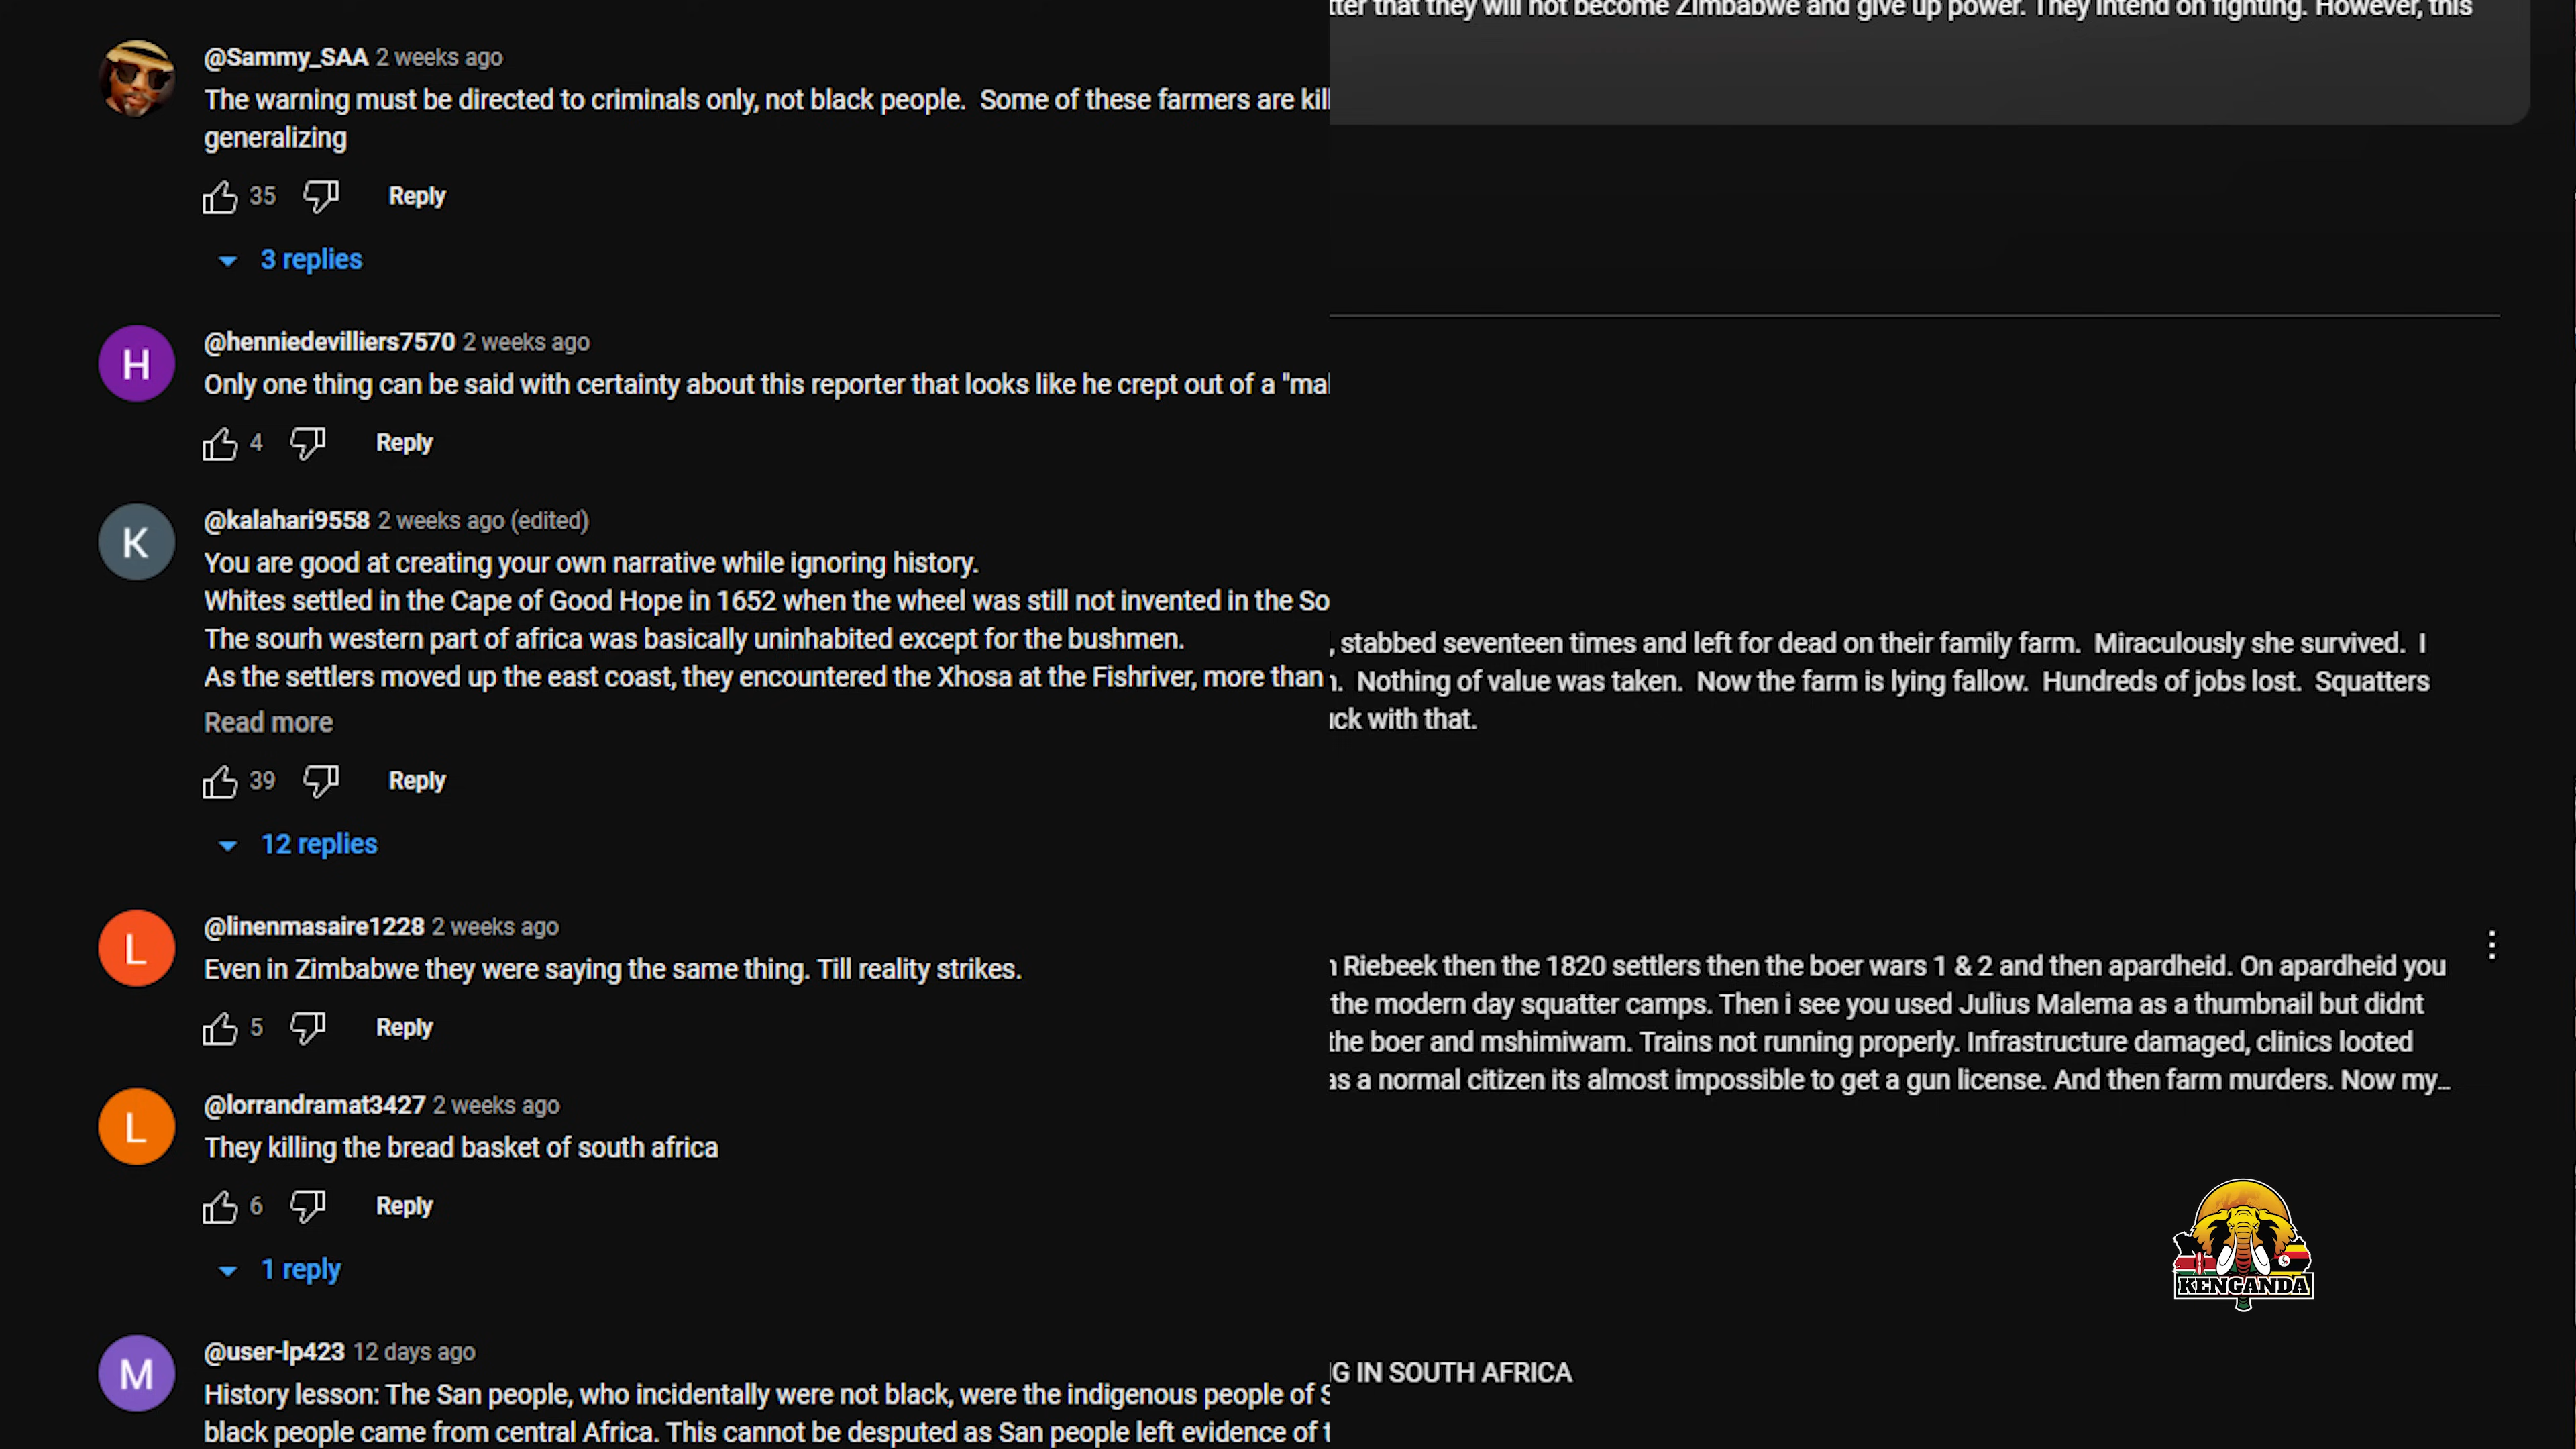 @Sammy_SAA 2 weeks ago
The warning must be directed to criminals only, not black people.  Some of these farmers are
generalizing
35
Reply
3 replies
@henniedevilliers7570 2 weeks ago
Only one thing can be said with certainty about this reporter that looks like he crept out of a
4
Reply
@kalahari9558 2 weeks ago (edited)
You are good at creating your own narrative while ignoring history.
Whites settled in the Cape of Good Hope in 1652 when the wheel was still not invented in the
The sourh western part of africa was basically uninhabited except for the bushmen.
As the settlers moved up the east coast, they encountered the Xhosa at the Fishriver, more than
Read more
39
Reply
12 replies
@linenmasaire1228 2 weeks ago
Even in Zimbabwe they were saying the same thing. Till reality strikes.
5
Reply
@lorrandramat3427 2 weeks ago
They killing the bread basket of south africa
6
Reply
1 reply
@user-lp423 12 days ago
History lesson: The San people, who incidentally were not black, were the indigenous people of
black people came from central Africa. This cannot be desputed as San people left evidence of
that they will not become Zimbabwe and give up power. They intend on fighting. However, this
, stabbed seventeen times and left for dead on their family farm.  Miraculously she survived.  I
Nothing of value was taken.  Now the farm is lying fallow.  Hundreds of jobs lost.  Squatters
with that.
Riebeek then the 1820 settlers then the boer wars 1 & 2 and then apardheid. On apardheid you
the modern day squatter camps. Then i see you used Julius Malema as a thumbnail but didnt
the boer and mshimiwam. Trains not running properly. Infrastructure damaged, clinics looted
as a normal citizen its almost impossible to get a gun license. And then farm murders. Now my...
KENGANDA
IN SOUTH AFRICA
H
K
L
L
M